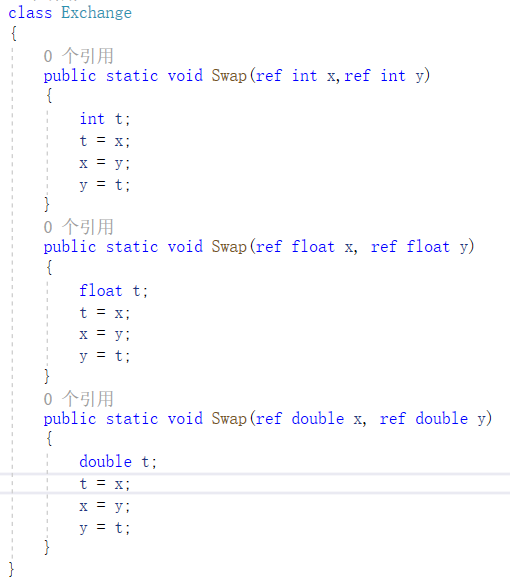 class Exchange
{
0 个引用
public static void Swap(ref int x,ref int y)
{
int t;
t = x;
x = y;
y = t;
}
0 个引用
public static void Swap(ref float x, ref float y)
{
float t;
t = x;
x = y;
y = t;
}
0 个引用
public static void Swap(ref double x, ref double y)
{
double t;
t = x;
x = y;
y = t;
}
}